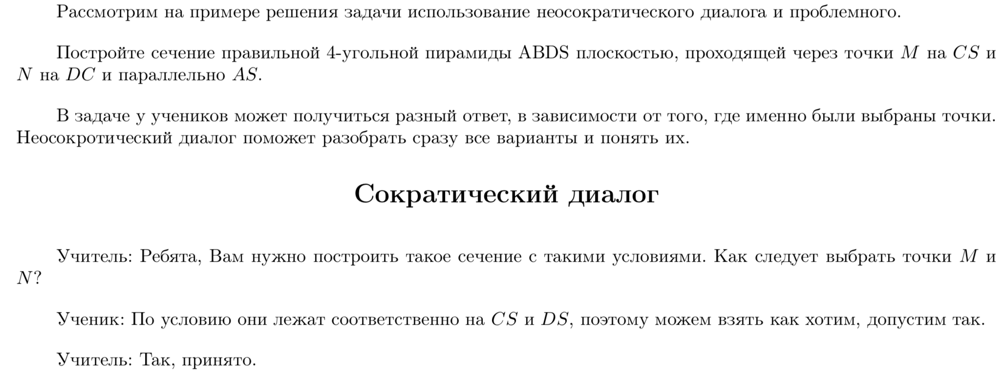 Рассмотрим на примере решения задачи использование неосократического диалога и проблемного.
Постройте сечение правильной 4-угольной пирамиды ABDS плоскостью, проходящей через точки M на CS и
N на DC и параллельно AS.
В задаче у учеников может получиться разный ответ, в зависимости от того, где именно были выбраны точки.
Неосокротический диалог поможет разобрать сразу все варианты и понять их.
Сократический диалог
Учитель: Ребята, Вам нужно построить такое сечение с такими условиями. Как следует выбрать точки M и
N?
Ученик: По условию они лежат соответственно на CS и DS, поэтому можем взять как хотим, допустим так.
Учитель: Так, принято.